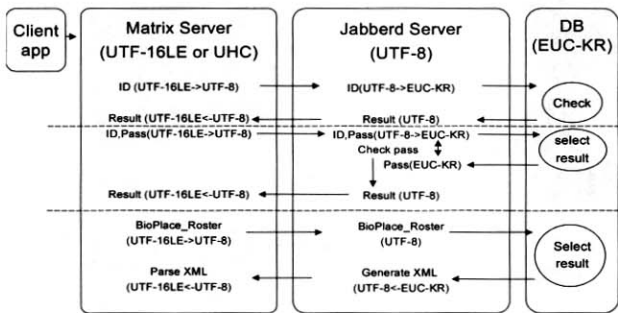 Client
app
Matrix Server
(UTF-16LE or UHC)
Jabberd Server
(UTF-8)
DB
(EUC-KR)
ID (UTF-16LE->UTF-8)
ID(UTF-8->EUC-KR)
Check
Result (UTF-16LE<-UTF-8)
Result (UTF-8)
ID,Pass(UTF-16LE->UTF-8)
ID,Pass(UTF-8->EUC-KR)
select
result
Check pass
Pass(EUC-KR)
Result (UTF-16LE<-UTF-8)
Result (UTF-8)
BioPlace_Roster
(UTF-16LE->UTF-8)
BioPlace_Roster
(UTF-8)
Select
result
Parse XML
(UTF-16LE<-UTF-8)
Generate XML
(UTF-8<-EUC-KR)